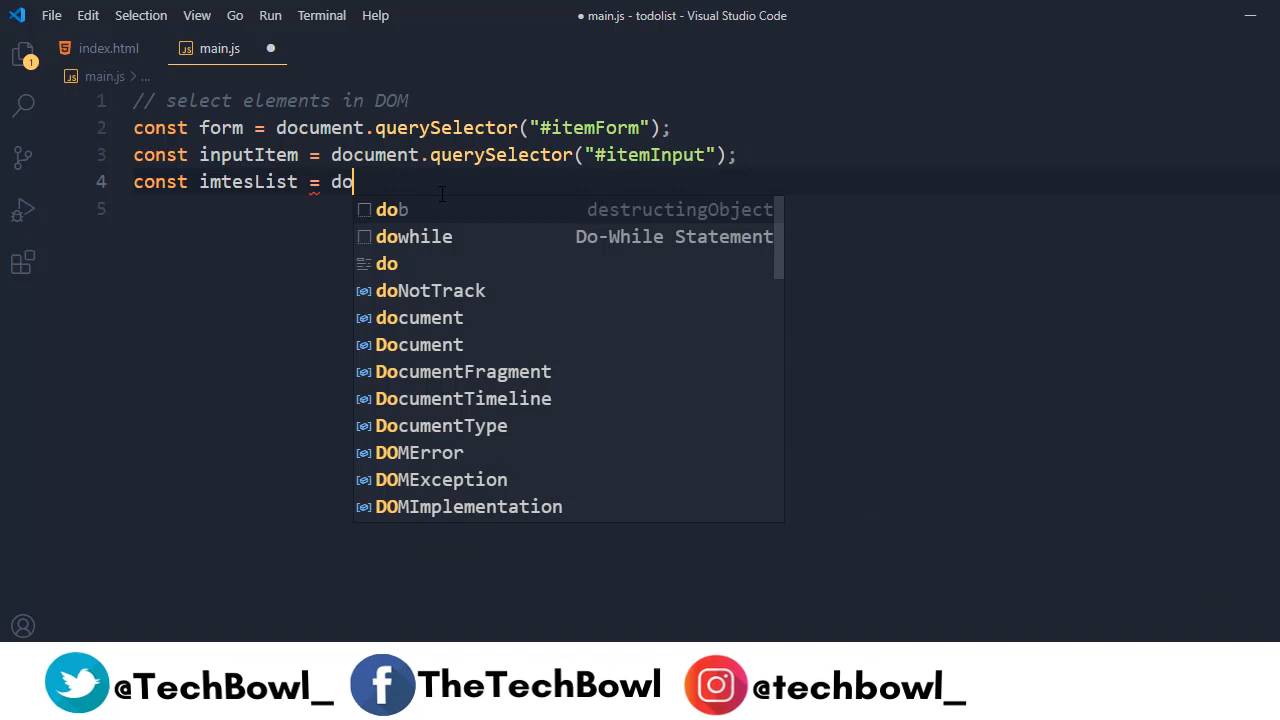 File Edit Selection View Go Run Terminal Help ● main.js - todolist - Visual Studio Code
index.html JS main.js ●
JS main.js > ...
1 // select elements in DOM
2 const form = document.querySelector("#itemForm");
3 const inputItem = document.querySelector("#itemInput");
4 const imtesList = do
5
dob destructingObject
dowhile Do-While Statement
do
doNotTrack
document
Document
DocumentFragment
DocumentTimeline
DocumentType
DOMError
DOMException
DOMImplementation
1
@TechBowl_ TheTechBowl @techbowl_